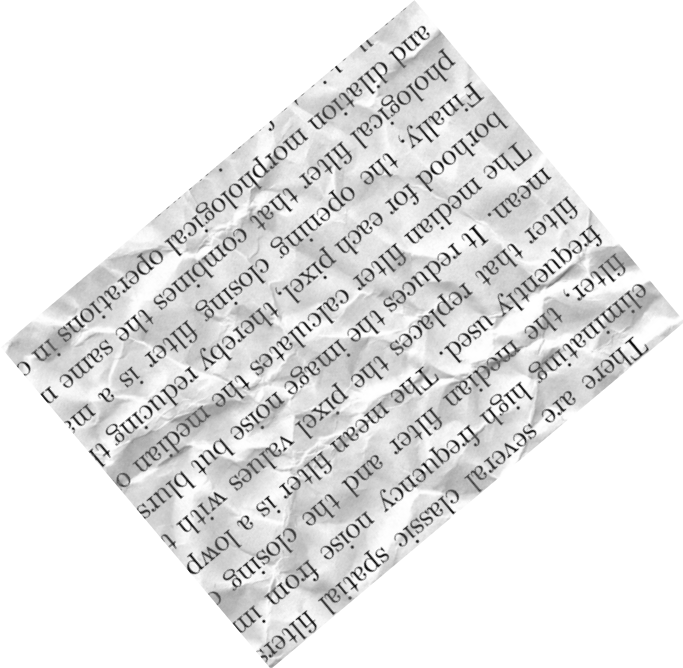 There are several classic spatial filters
eliminating high frequency noise from im
filter, the median filter and the closing
frequently used. The mean filter is a lowp
filter that replaces the pixel values with t
mean. It reduces the image noise but blurs
The median filter calculates the median o
borhood for each pixel, thereby reducing th
Finally, the opening closing filter is a ma
phological filter that combines the same n
and dilation morphological operations in